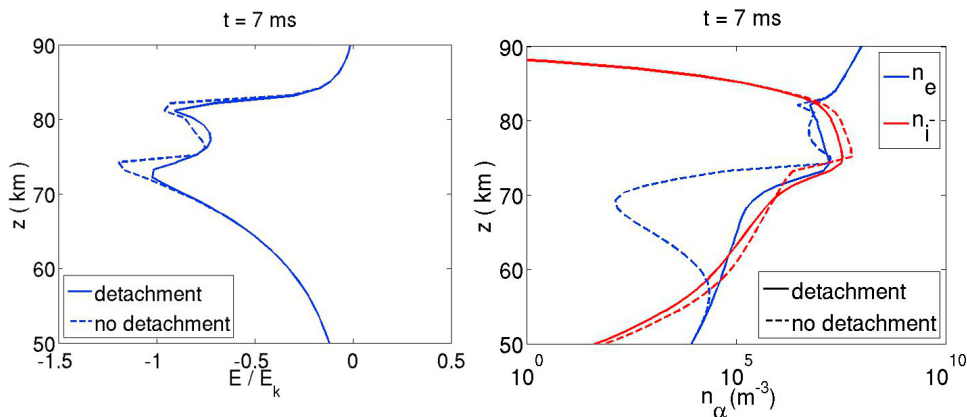 t = 7 ms
90
80
70
60
50
z ( km )
detachment
no detachment
-1.5 -1 -0.5 0 0.5
E / E_k
t = 7 ms
90
80
70
60
50
z ( km )
n_e
n_i^-
detachment
no detachment
10^0 10^5 10^10 10
n_α (m^-3)